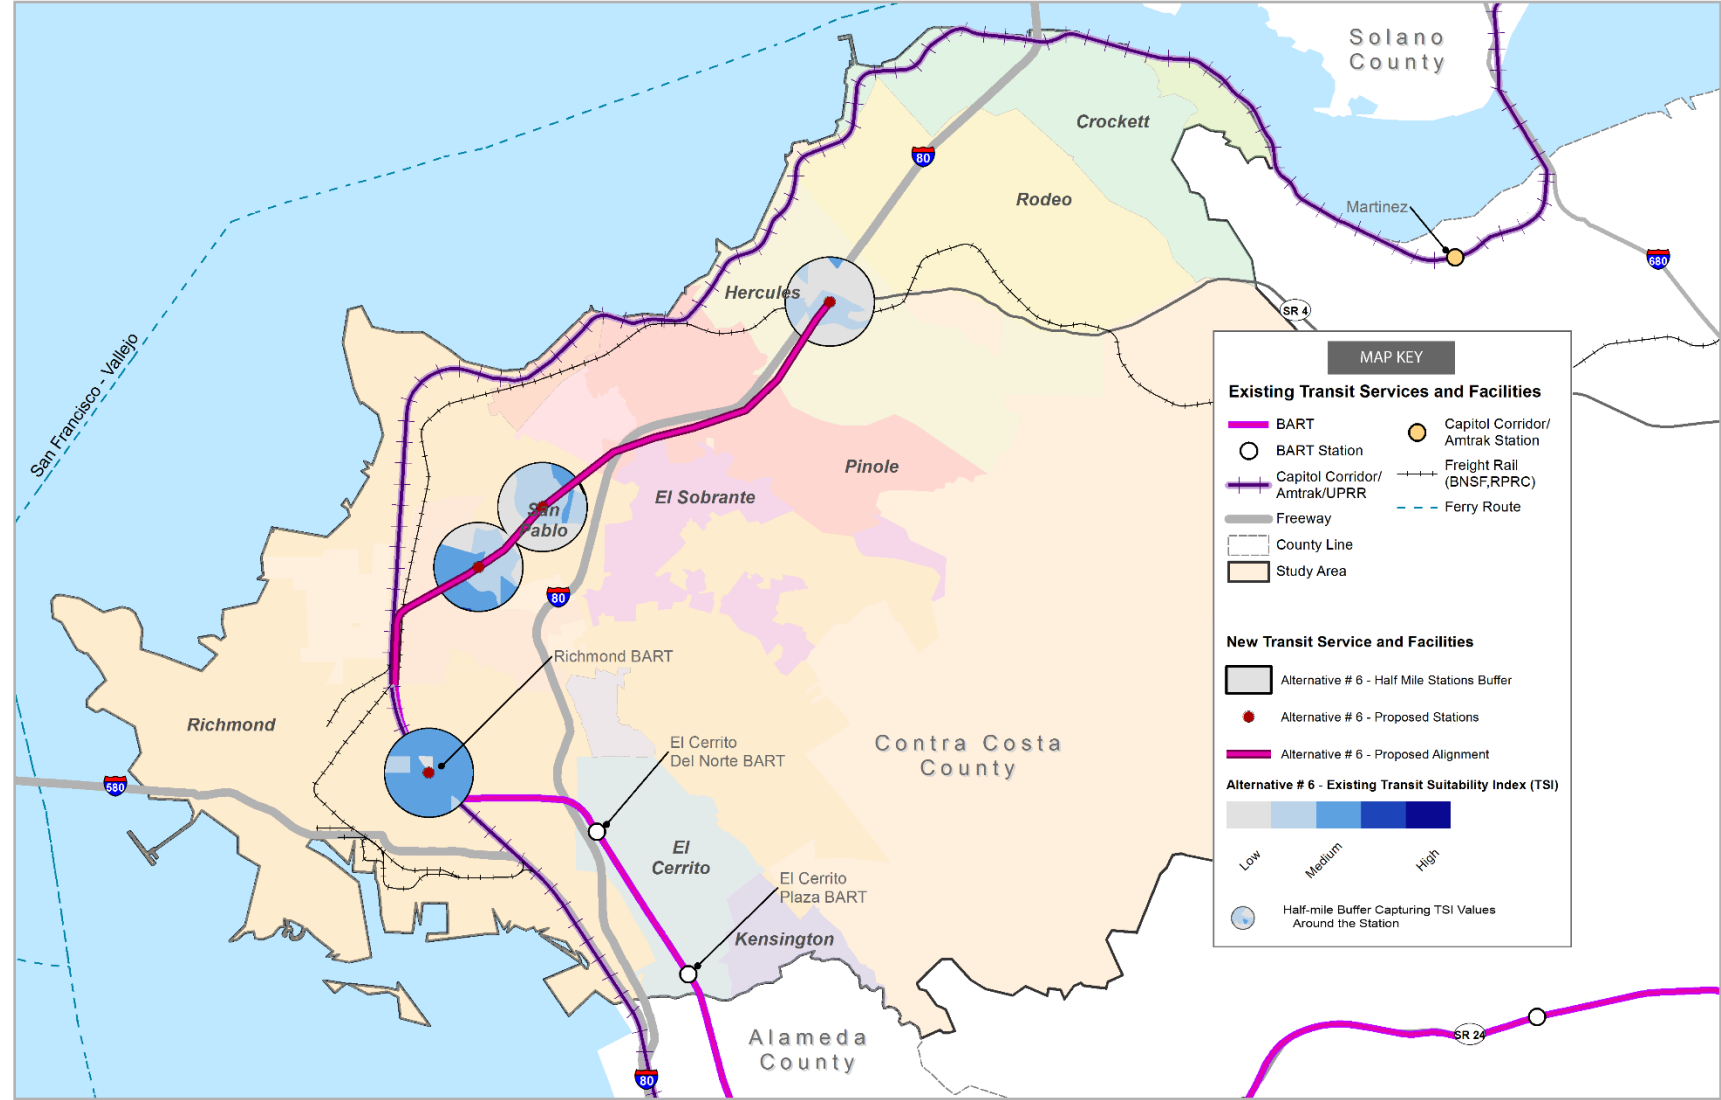 Solano
County
Crockett
80
Rodeo
Martinez
680
Hercules
SR 4
San Francisco - Vallejo
Pinole
El Sobrante
San
Pablo
80
Richmond BART
Richmond
El Cerrito
Del Norte BART
Contra Costa
County
580
El
Cerrito
El Cerrito
Plaza BART
Kensington
Alameda
County
SR 24
80
MAP KEY
Existing Transit Services and Facilities
BART
BART Station
Capitol Corridor/
Amtrak/UPRR
Freeway
County Line
Study Area
Capitol Corridor/
Amtrak Station
Freight Rail
(BNSF,RPRC)
Ferry Route
New Transit Service and Facilities
Alternative # 6 - Half Mile Stations Buffer
Alternative # 6 - Proposed Stations
Alternative # 6 - Proposed Alignment
Alternative # 6 - Existing Transit Suitability Index (TSI)
Low
Medium
High
Half-mile Buffer Capturing TSI Values
Around the Station